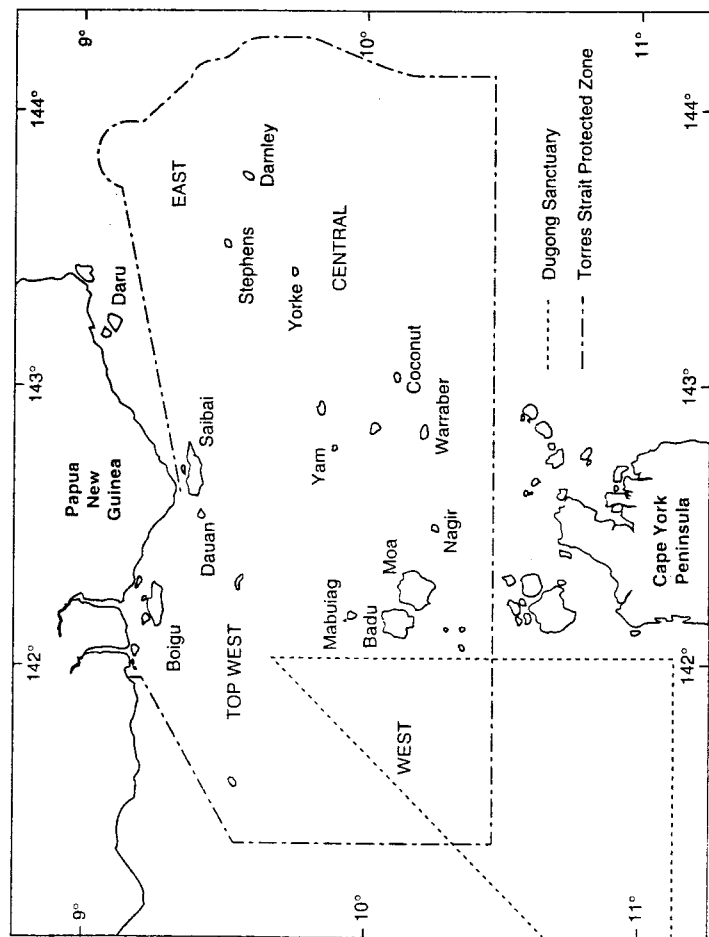 142°
143°
144°
9°
9°
Papua
New
Guinea
Daru
Boigu
Dauan
Saibai
EAST
TOP WEST
Stephens
Darnley
Yorke
Yam
CENTRAL
10°
10°
Mabuiag
Badu
Moa
Coconut
Warraber
Nagir
WEST
Dugong Sanctuary
Torres Strait Protected Zone
Cape York
Peninsula
11°
11°
142°
143°
144°